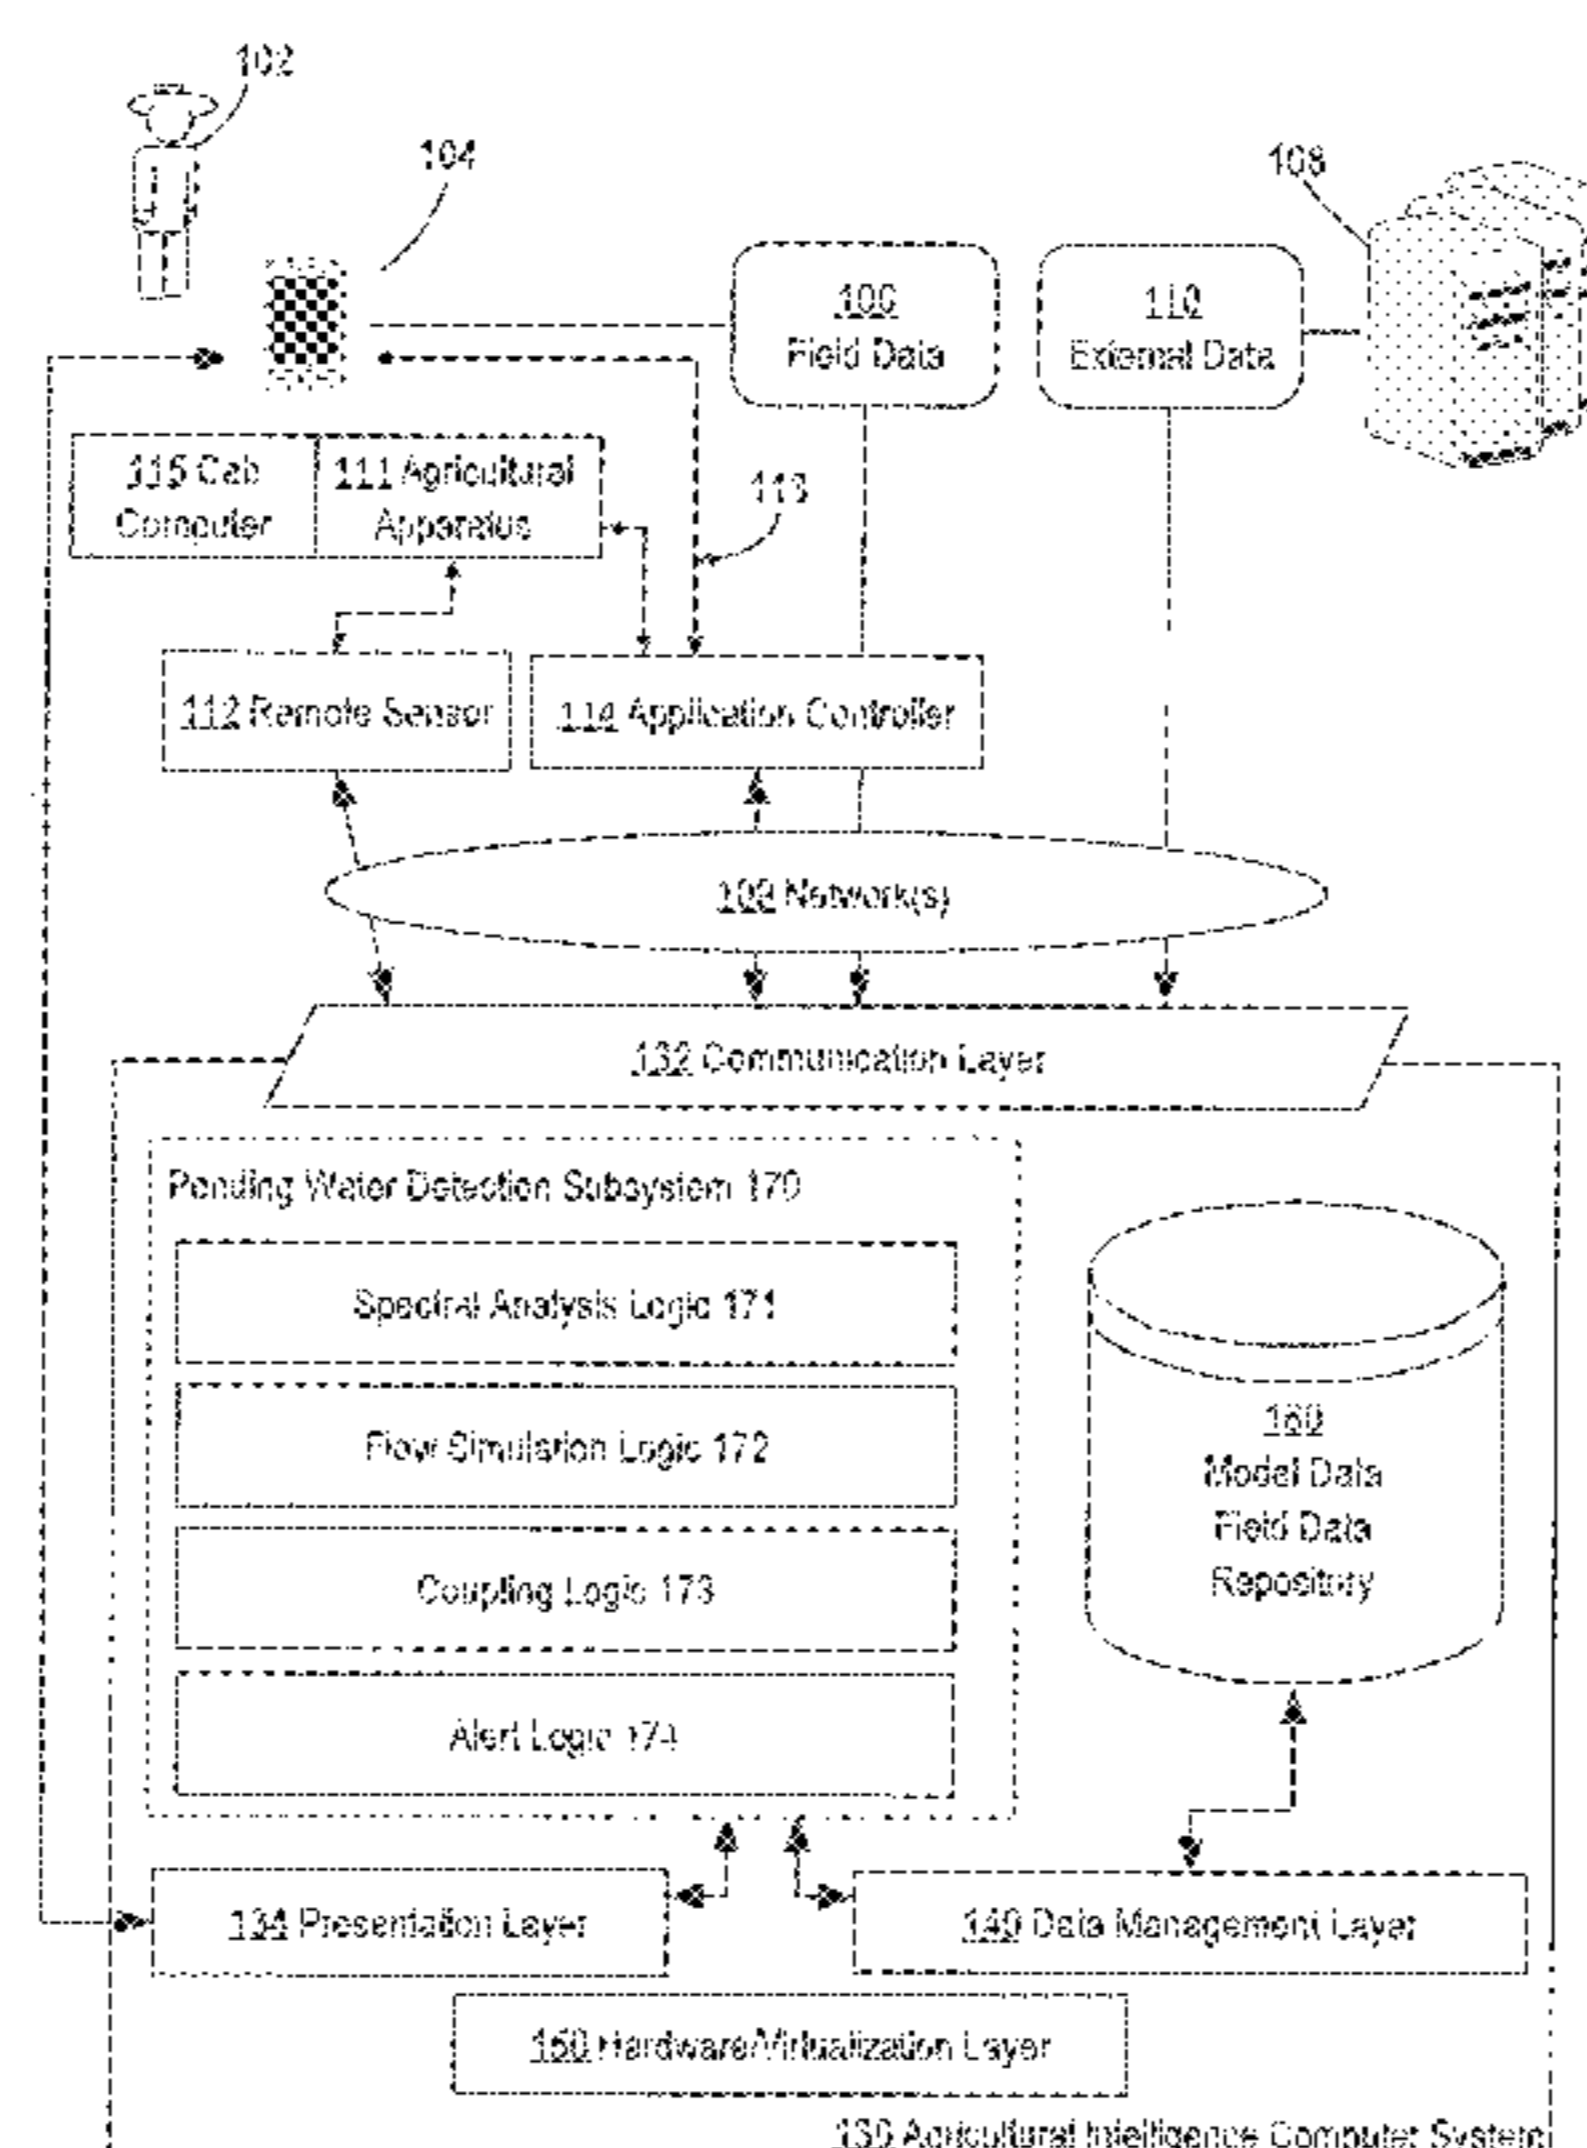 102
104
108
106
Field Data
110
External Data
115 Cab
Computer
111 Agricultural
Apparatus
113
112 Remote Sensor
114 Application Controller
109 Network(s)
132 Communication Layer
Ponding Water Detection Subsystem 170
Spectral Analysis Logic 171
Flow Simulation Logic 172
Coupling Logic 173
Alert Logic 174
160
Model Data
Field Data
Repository
134 Presentation Layer
140 Data Management Layer
150 Hardware/Virtualization Layer
130 Agricultural Intelligence Computer System